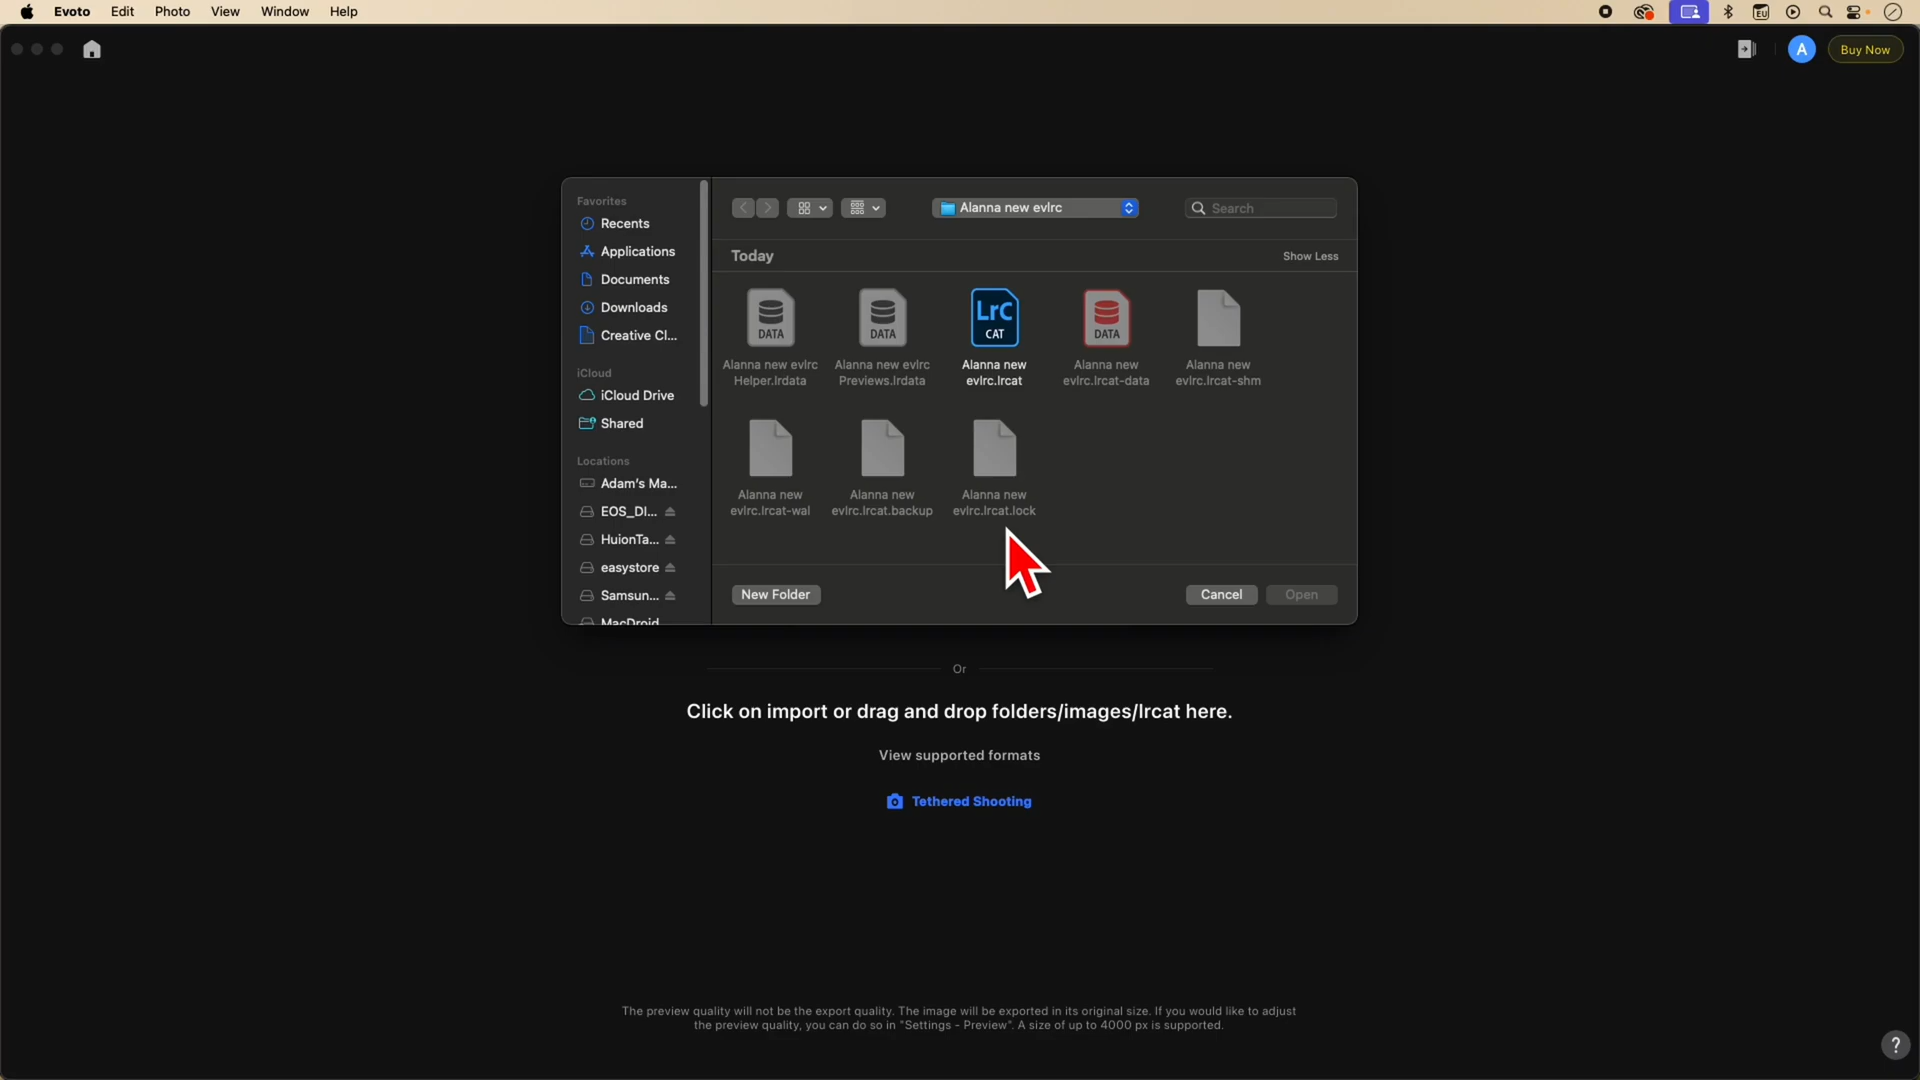 Evoto Edit Photo View Window Help
EU
A Buy Now
Favorites
Recents
Applications
Documents
Downloads
Creative Cl...
iCloud
iCloud Drive
Shared
Locations
Adam's Ma...
EOS_DI...
HuionTa...
easystore
Samsun...
MacDroid
Alanna new evlrc
Search
Today
Show Less
DATA
DATA
LrC
CAT
DATA
Alanna new evlrc
Helper.lrdata
Alanna new evlrc
Previews.lrdata
Alanna new
evlrc.lrcat
Alanna new
evlrc.lrcat-data
Alanna new
evlrc.lrcat-shm
Alanna new
evlrc.lrcat-wal
Alanna new
evlrc.lrcat.backup
Alanna new
evlrc.lrcat.lock
New Folder
Cancel
Open
Or
Click on import or drag and drop folders/images/lrcat here.
View supported formats
Tethered Shooting
The preview quality will not be the export quality. The image will be exported in its original size. If you would like to adjust
the preview quality, you can do so in "Settings - Preview". A size of up to 4000 px is supported.
?